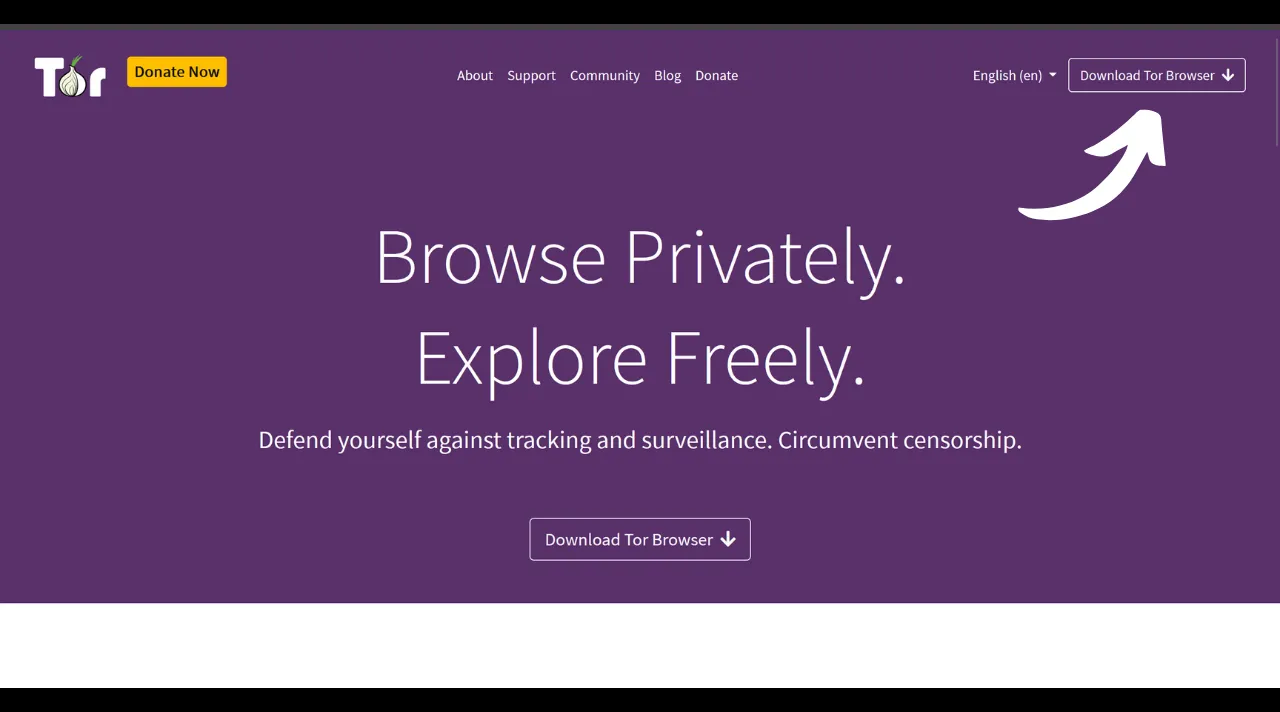 Tor
Donate Now
About Support Community Blog Donate
English (en)
Download Tor Browser
Browse Privately.
Explore Freely.
Defend yourself against tracking and surveillance. Circumvent censorship.
Download Tor Browser